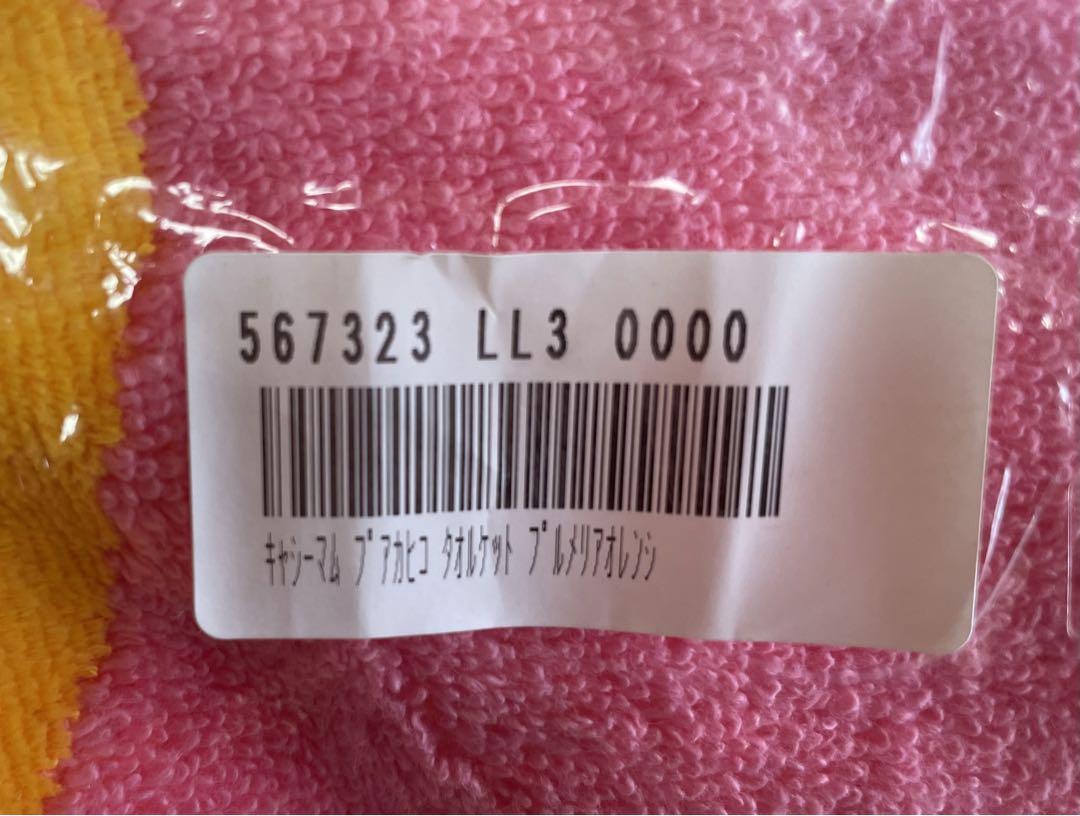 567323 LL3 0000
ｷｬｼｰﾏﾑ ﾌﾟｱｶﾋｺ ﾀｵﾙｹｯﾄ ﾌﾟﾙﾒﾘｱｵﾚﾝｼ